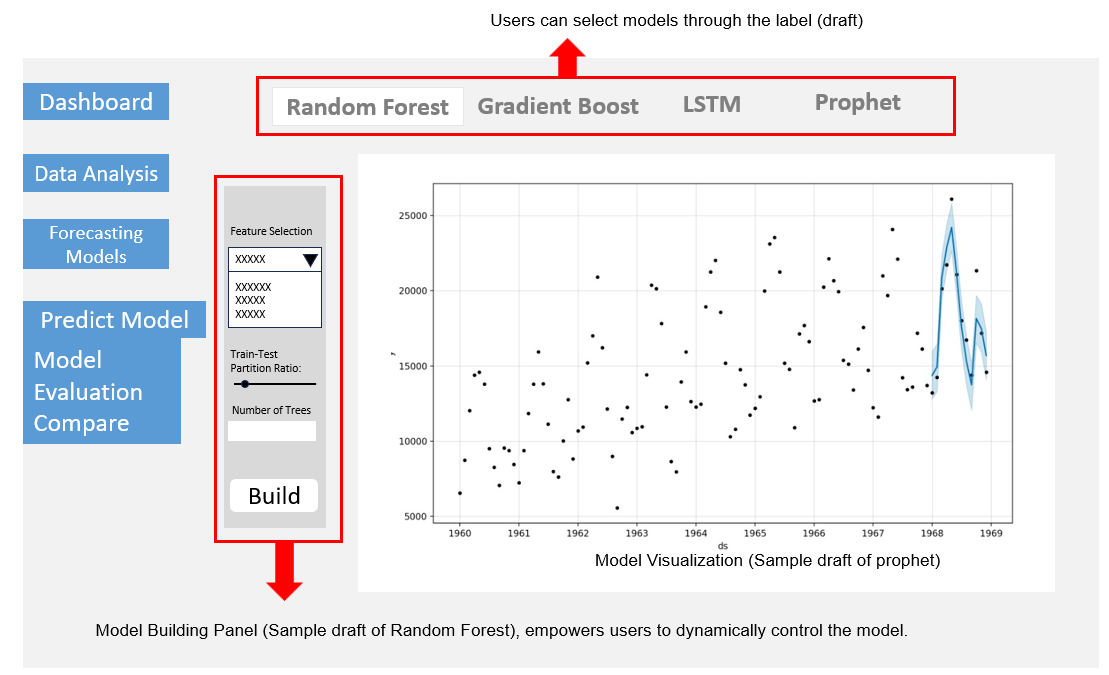 Users can select models through the label (draft)
Dashboard
Random Forest
Gradient Boost
LSTM
Prophet
Data Analysis
Forecasting
Models
Predict Model
Model
Evaluation
Compare
Feature Selection
XXXXX
XXXXXX
XXXXX
XXXXX
Train-Test
Partition Ratio:
Number of Trees
Build
25000
20000
15000
10000
5000
y
1960
1961
1962
1963
1964
1965
1966
1967
1968
1969
ds
Model Visualization (Sample draft of prophet)
Model Building Panel (Sample draft of Random Forest), empowers users to dynamically control the model.